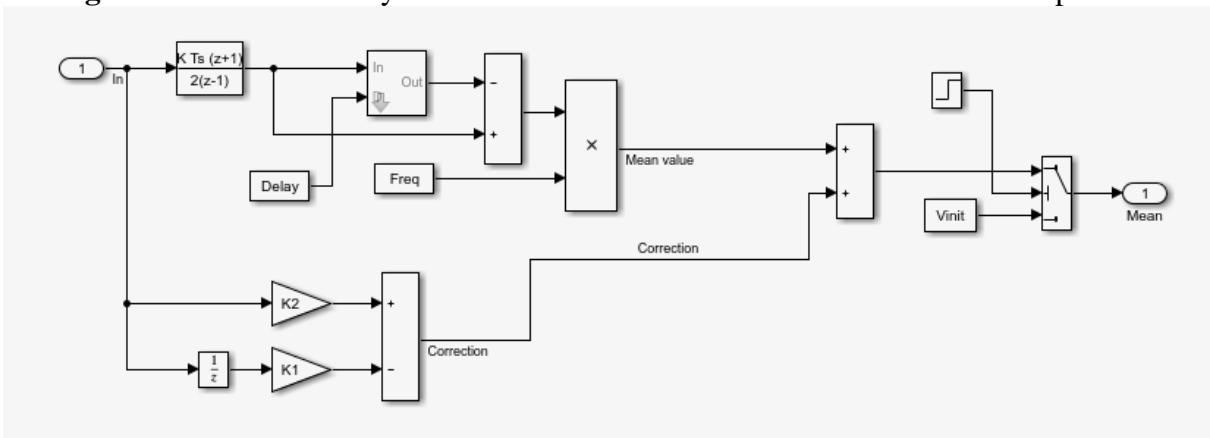 1
In
K Ts (z+1)
2(z-1)
In
Out
-
+
×
Delay
Freq
Mean value
+
+
Vinit
1
Mean
Correction
K2
+
Correction
1
z
K1
-